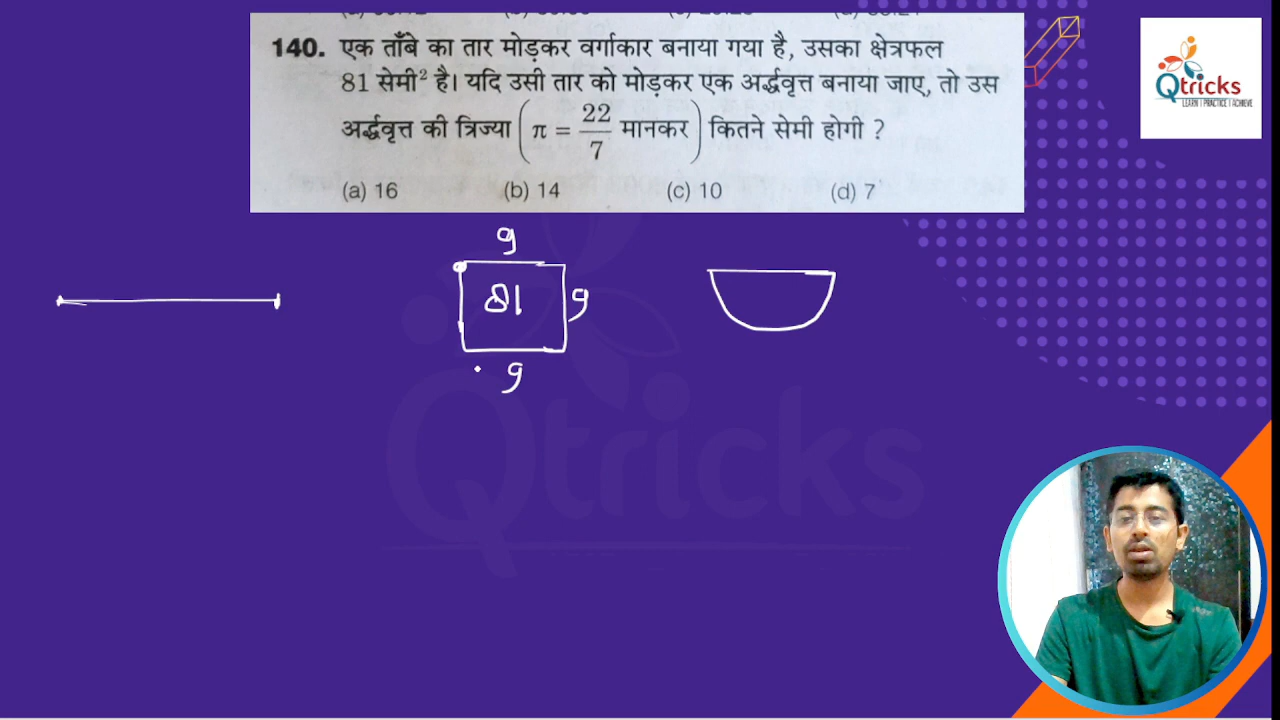 140. एक ताँबे का तार मोड़कर वर्गाकार बनाया गया है, उसका क्षेत्रफल
81 सेमी² है। यदि उसी तार को मोड़कर एक अर्द्धवृत्त बनाया जाए, तो उस
अर्द्धवृत्त की त्रिज्या (π = 22/7 मानकर) कितने सेमी होगी ?
(a) 16 (b) 14 (c) 10 (d) 7
Qtricks
LEARN | PRACTICE | ACHIEVE
9
81 9
9
Qtricks